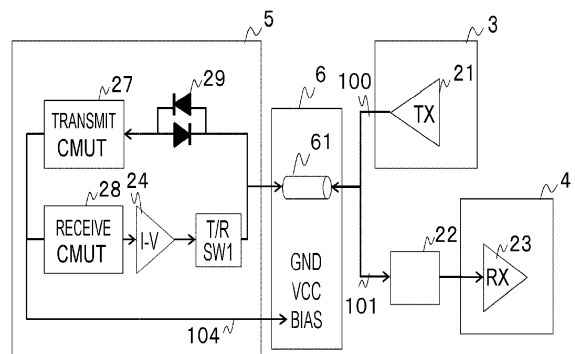 5
3
27
29
6
100
21
TRANSMIT
CMUT
TX
61
28
24
4
RECEIVE
CMUT
I-V
T/R
SW1
22
23
RX
GND
VCC
BIAS
101
104